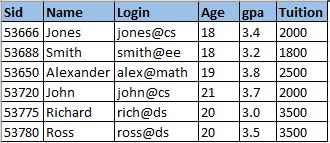 Sid Name Login Age gpa Tuition
53666 Jones jones@cs 18 3.4 2000
53688 Smith smith@ee 18 3.2 1800
53650 Alexander alex@math 19 3.8 2500
53720 John john@cs 21 3.7 2000
53775 Richard rich@ds 20 3.0 3500
53780 Ross ross@ds 20 3.5 3500